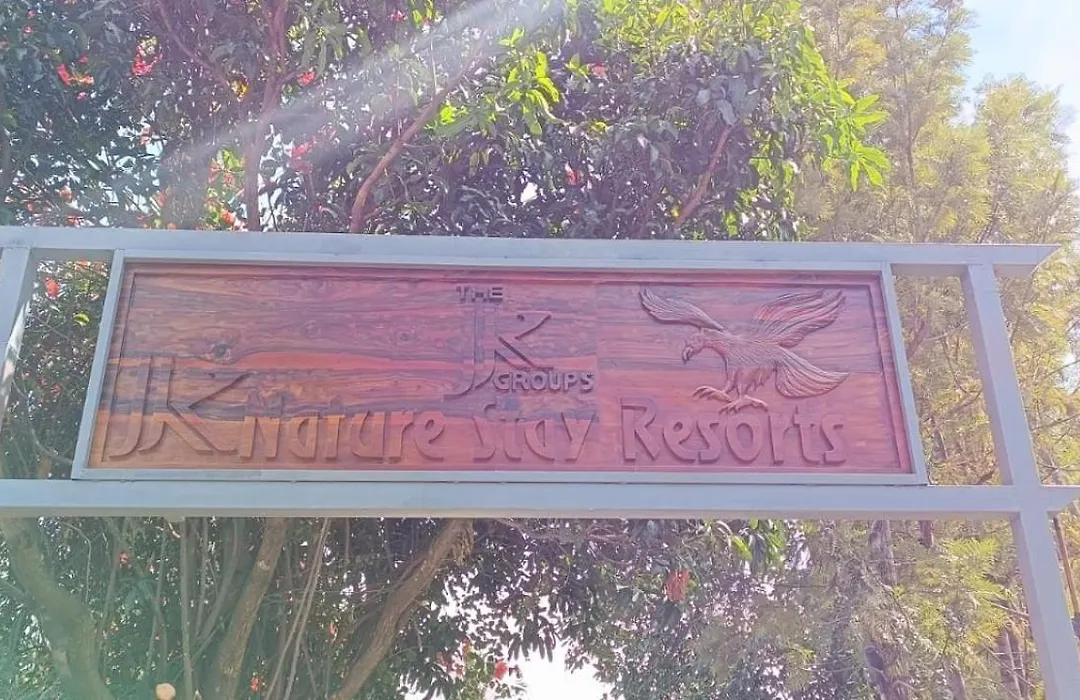 THE
JK
GROUPS
JK Nature Stay Resorts